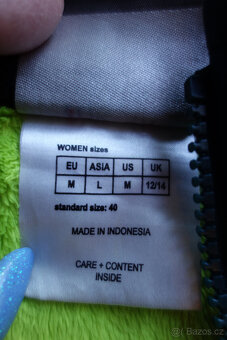 WOMEN sizes
EU ASiA US UK
M L M 12/14
standard size: 40
MADE IN INDONESIA
CARE + CONTENT
INSIDE
Bazos.cz